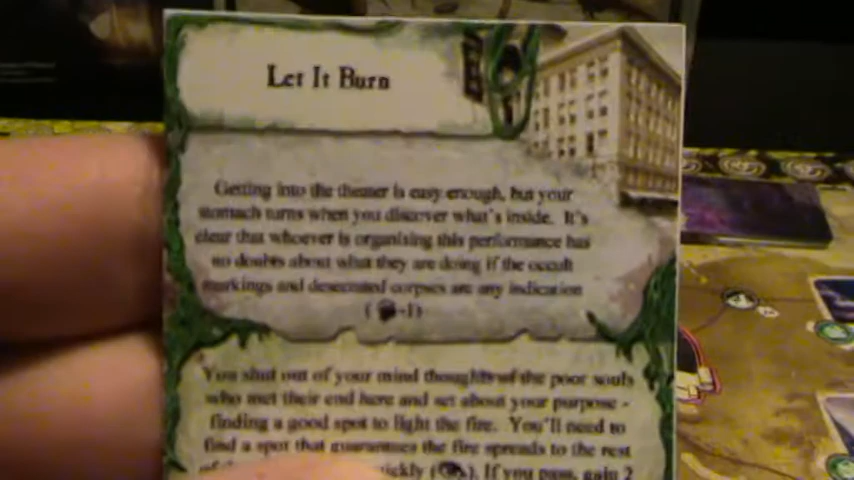 Let It Burn
Getting into the theater is easy enough, but your
stomach turns when you discover what's inside. It's
clear that whoever is organising this performance has
no doubts about what they are doing if the occult
markings and desecrated corpses are any indication
( -1)
You shut out of your mind thoughts of the poor souls
who met their end here and set about your purpose -
finding a good spot to light the fire. You'll need to
find a spot that guarantees the fire spreads to the rest
of quickly ( ). If you pass, gain 2